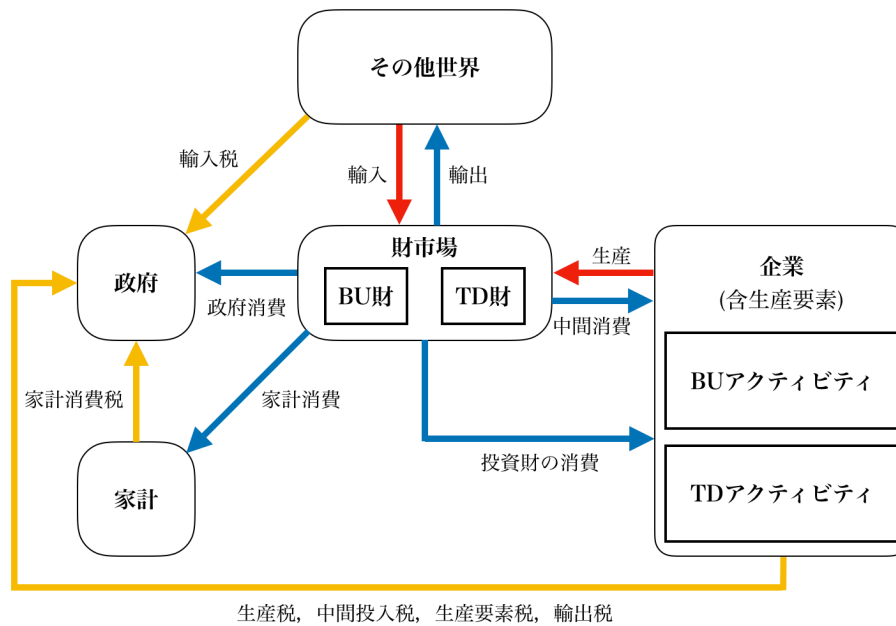 その他世界
輸入税
輸入
輸出
財市場
BU財
TD財
政府
政府消費
生産
中間消費
企業
(含生産要素)
BUアクティビティ
TDアクティビティ
家計消費税
家計消費
投資財の消費
家計
生産税，中間投入税，生産要素税，輸出税